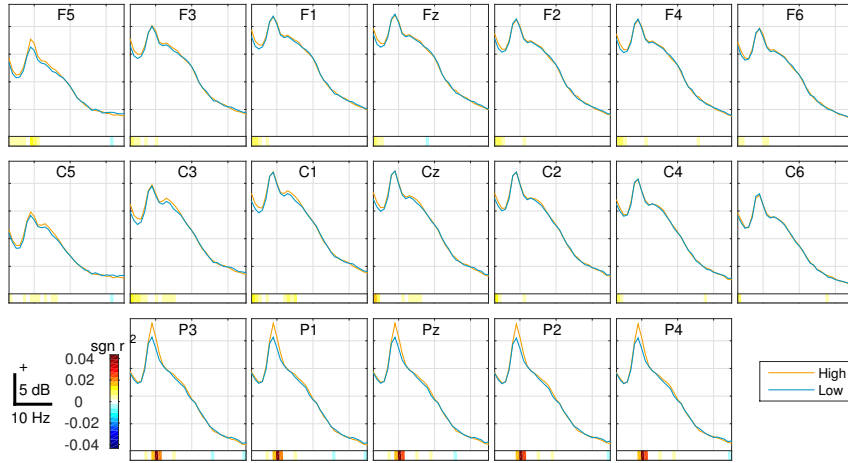 F5 F3 F1 Fz F2 F4 F6
C5 C3 C1 Cz C2 C4 C6
P3 P1 Pz P2 P4
sgn r 2
+
5 dB
10 Hz
0.04
0.02
0
-0.02
-0.04
High
Low